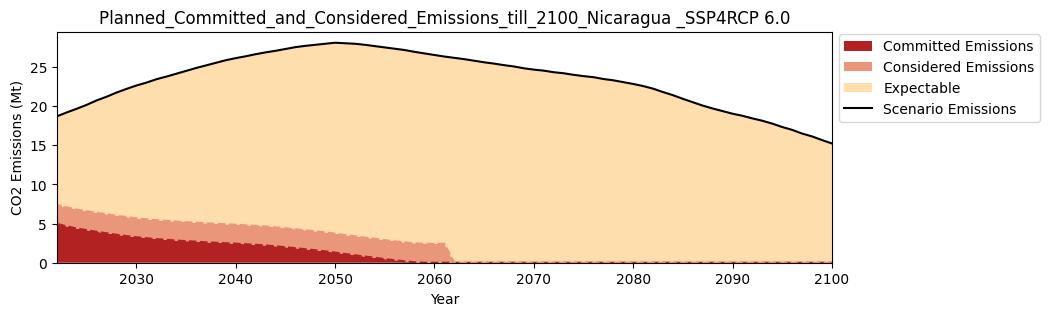 Planned_Committed_and_Considered_Emissions_till_2100_Nicaragua _SSP4RCP 6.0
CO2 Emissions (Mt)
25
20
15
10
5
0
2030 2040 2050 2060 2070 2080 2090 2100
Year
Committed Emissions
Considered Emissions
Expectable
Scenario Emissions